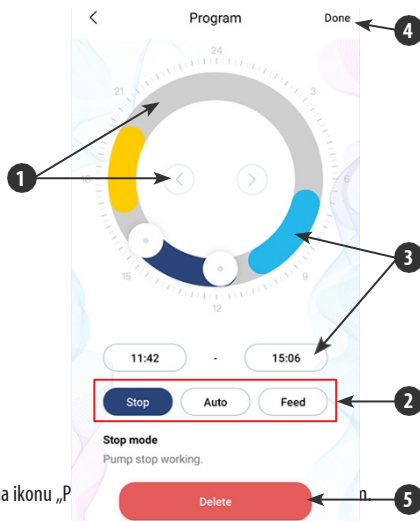 Program Done 4
24
21 3
1 6
3
15 9
12
11:42 - 15:06
Stop Auto Feed 2
Stop mode
Pump stop working.
ikonu „P
Delete 5